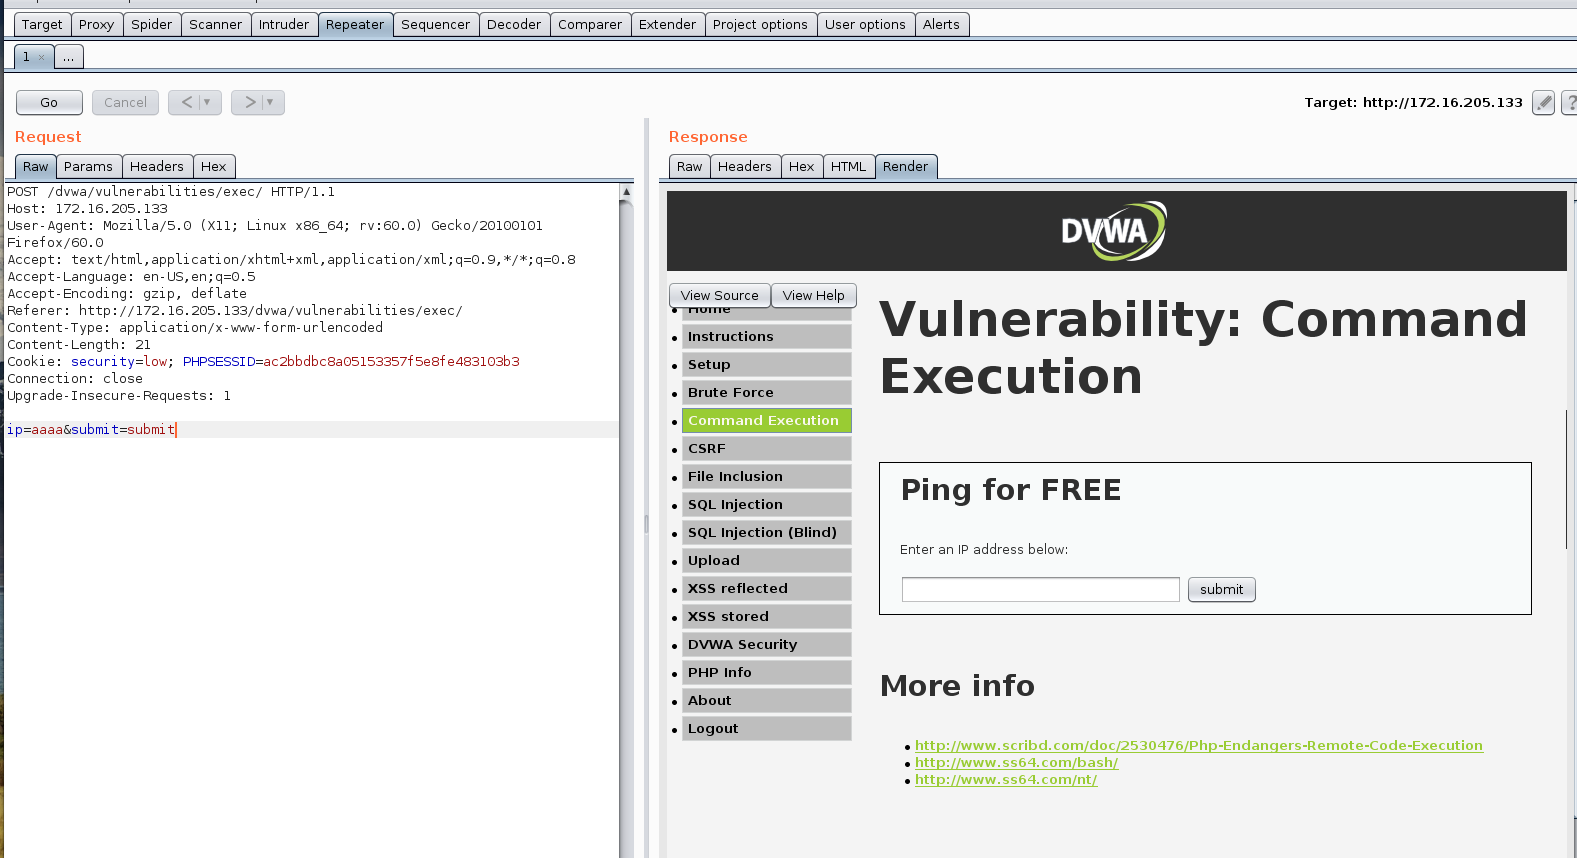 Target Proxy Spider Scanner Intruder Repeater Sequencer Decoder Comparer Extender Project options User options Alerts
1 × ...
Go Cancel < ▼ > ▼ Target: http://172.16.205.133 ?
Request
Raw Params Headers Hex
POST /dvwa/vulnerabilities/exec/ HTTP/1.1
Host: 172.16.205.133
User-Agent: Mozilla/5.0 (X11; Linux x86_64; rv:60.0) Gecko/20100101
Firefox/60.0
Accept: text/html,application/xhtml+xml,application/xml;q=0.9,*/*;q=0.8
Accept-Language: en-US,en;q=0.5
Accept-Encoding: gzip, deflate
Referer: http://172.16.205.133/dvwa/vulnerabilities/exec/
Content-Type: application/x-www-form-urlencoded
Content-Length: 21
Cookie: security=low; PHPSESSID=ac2bbdbc8a05153357f5e8fe483103b3
Connection: close
Upgrade-Insecure-Requests: 1
ip=aaaa&submit=submit
Response
Raw Headers Hex HTML Render
DVWA
View Source View Help
Home
Instructions
Setup
Brute Force
Command Execution
CSRF
File Inclusion
SQL Injection
SQL Injection (Blind)
Upload
XSS reflected
XSS stored
DVWA Security
PHP Info
About
Logout
Vulnerability: Command
Execution
Ping for FREE
Enter an IP address below:
submit
More info
http://www.scribd.com/doc/2530476/Php-Endangers-Remote-Code-Execution
http://www.ss64.com/bash/
http://www.ss64.com/nt/